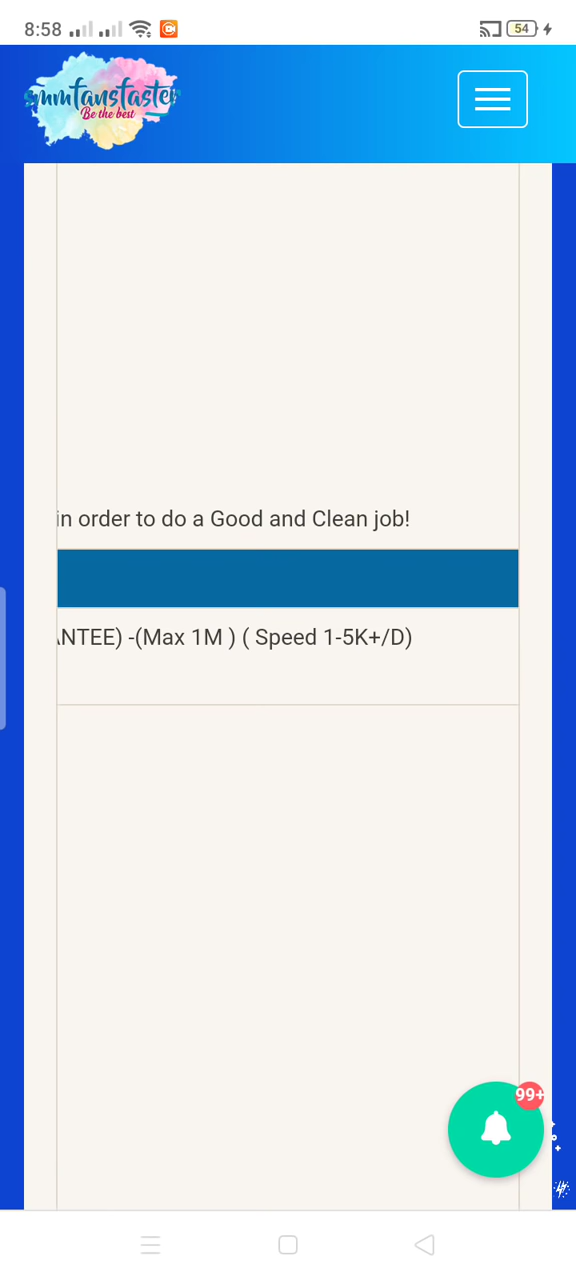 8:58
54
smmfansfaster
Be the best
in order to do a Good and Clean job!
ANTEE) -(Max 1M ) ( Speed 1-5K+/D)
99+